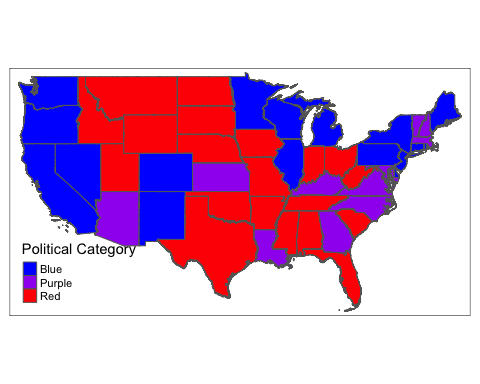 Political Category
Blue
Purple
Red